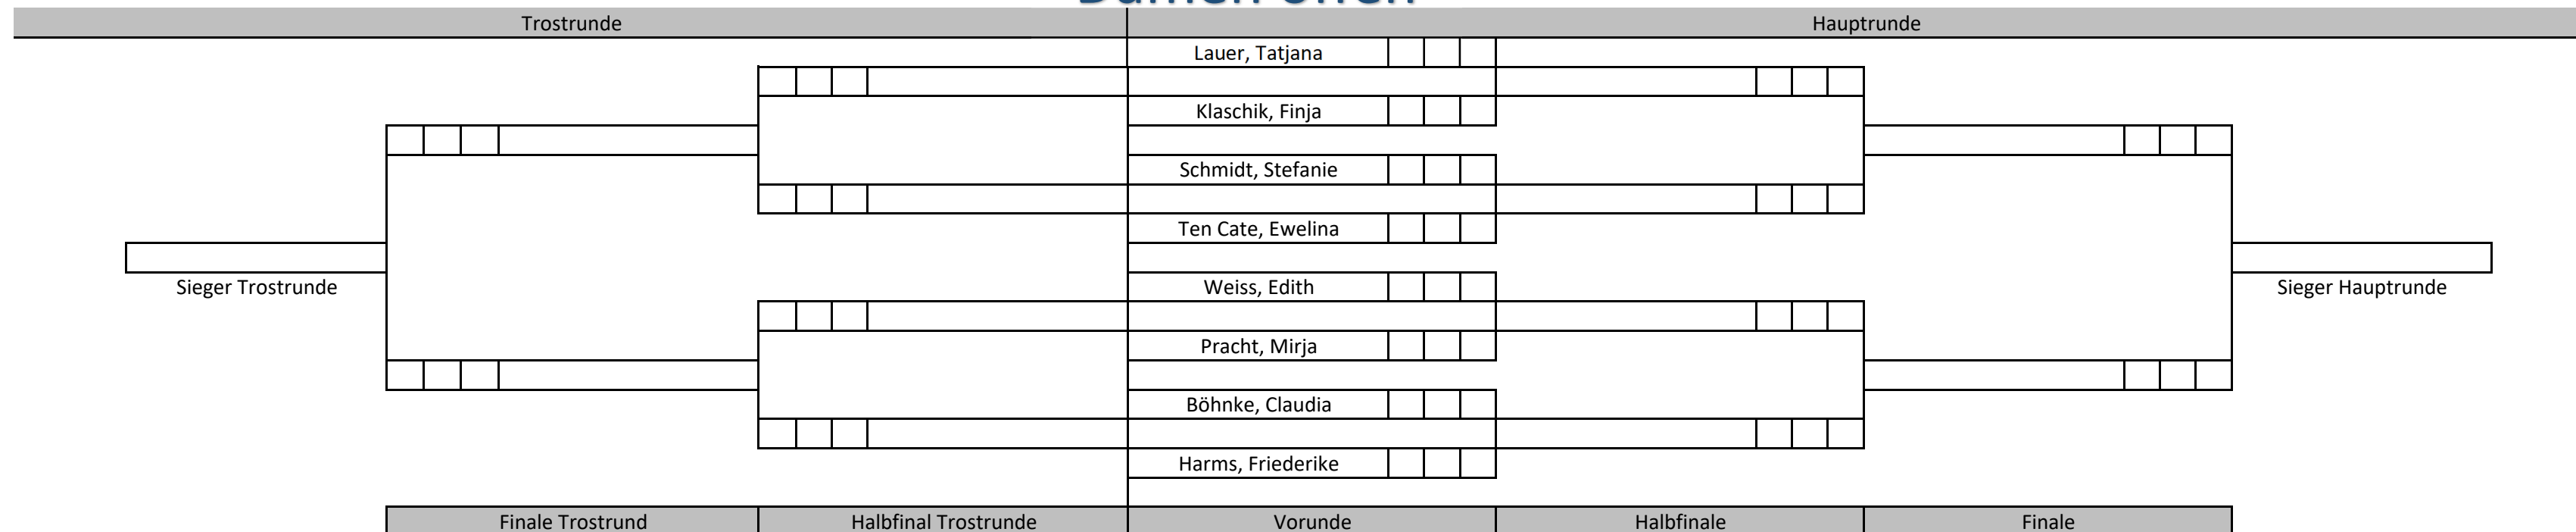 Trostrunde Hauptrunde
Lauer, Tatjana
Klaschik, Finja
Schmidt, Stefanie
Ten Cate, Ewelina
Weiss, Edith
Sieger Trostrunde Sieger Hauptrunde
Pracht, Mirja
Böhnke, Claudia
Harms, Friederike
Finale Trostrund Halbfinal Trostrunde Vorunde Halbfinale Finale